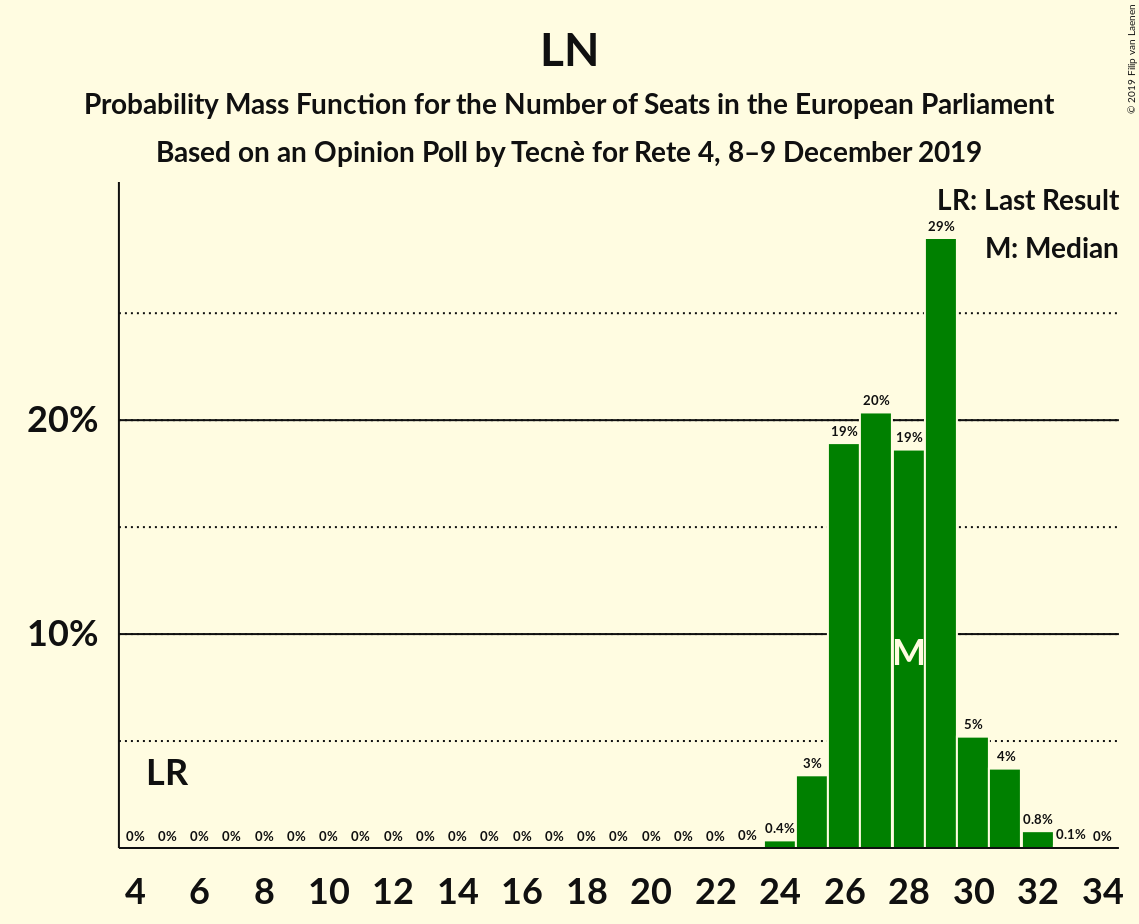 LN
Probability Mass Function for the Number of Seats in the European Parliament
Based on an Opinion Poll by Tecnè for Rete 4, 8–9 December 2019
© 2019 Filip van Laenen
LR: Last Result
M: Median
29%
20%
20%
19%
19%
10%
M
5%
LR
3%
4%
0% 0% 0% 0% 0% 0% 0% 0% 0% 0% 0% 0% 0% 0% 0% 0% 0% 0% 0% 0% 0.4% 0.8% 0.1% 0%
4 6 8 10 12 14 16 18 20 22 24 26 28 30 32 34